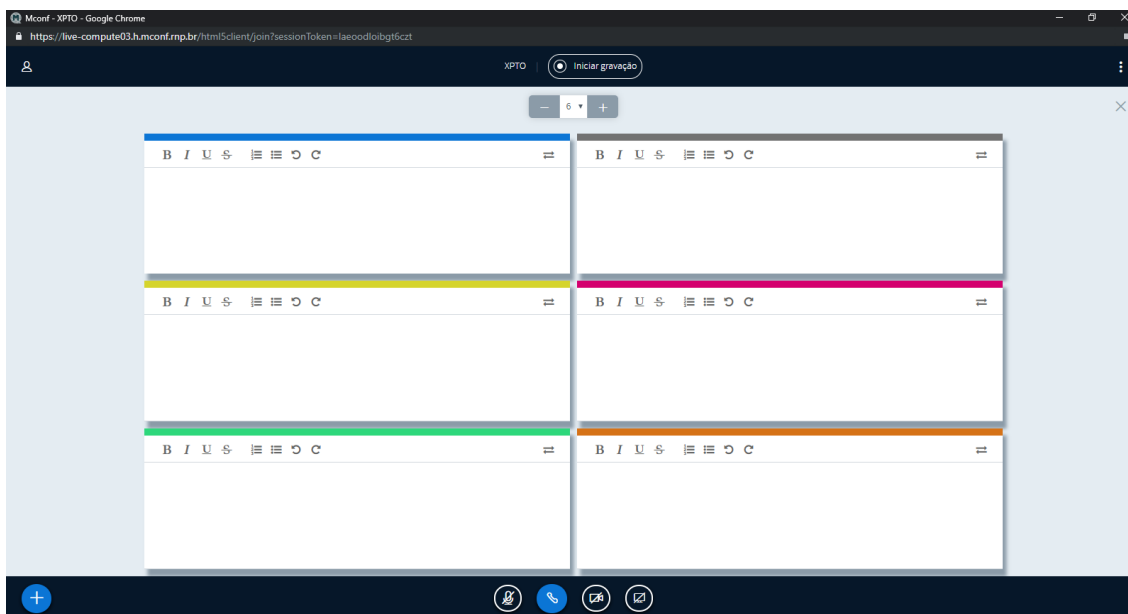 Mconf - XPTO - Google Chrome
https://live-compute03.h.mconf.rnp.br/html5client/join?sessionToken=laeoodloibgt6czt
XPTO | Iniciar gravação
6
B I U S B I U S
B I U S B I U S
B I U S B I U S